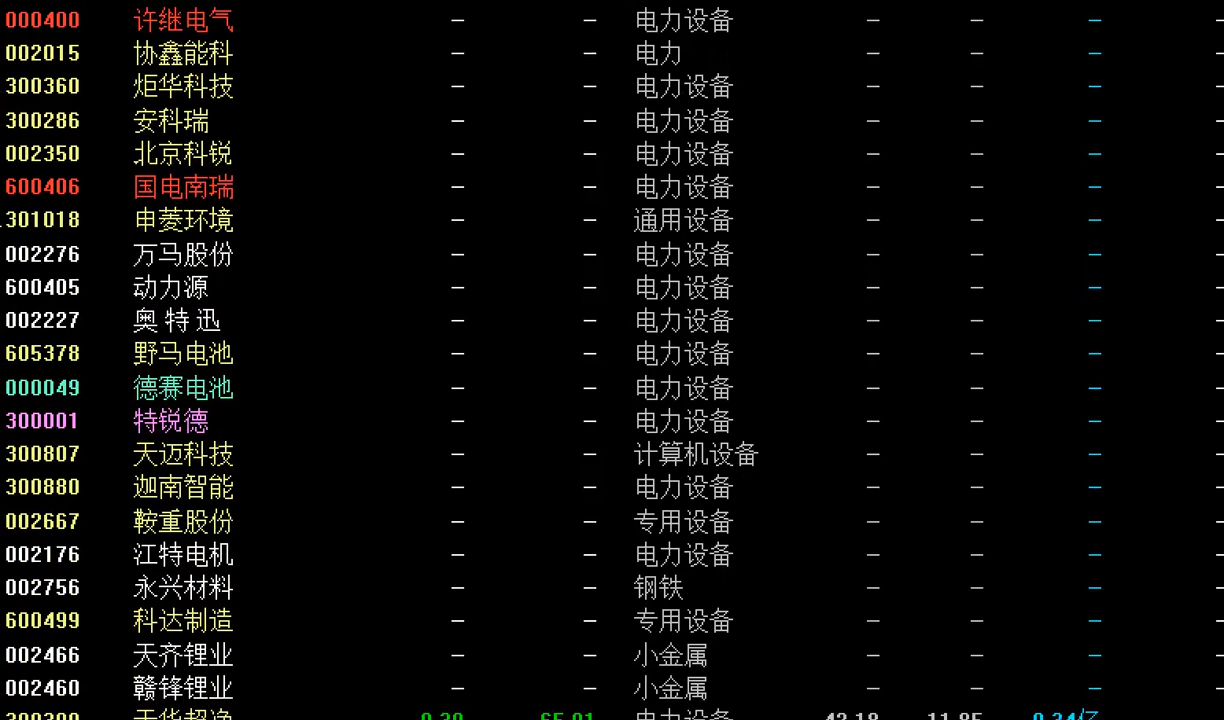 000400 许继电气 — — 电力设备 — — — —
002015 协鑫能科 — — 电力 — — — —
300360 炬华科技 — — 电力设备 — — — —
300286 安科瑞 — — 电力设备 — — — —
002350 北京科锐 — — 电力设备 — — — —
600406 国电南瑞 — — 电力设备 — — — —
301018 申菱环境 — — 通用设备 — — — —
002276 万马股份 — — 电力设备 — — — —
600405 动力源 — — 电力设备 — — — —
002227 奥特迅 — — 电力设备 — — — —
605378 野马电池 — — 电力设备 — — — —
000049 德赛电池 — — 电力设备 — — — —
300001 特锐德 — — 电力设备 — — — —
300807 天迈科技 — — 计算机设备 — — — —
300880 迦南智能 — — 电力设备 — — — —
002667 鞍重股份 — — 专用设备 — — — —
002176 江特电机 — — 电力设备 — — — —
002756 永兴材料 — — 钢铁 — — — —
600499 科达制造 — — 专用设备 — — — —
002466 天齐锂业 — — 小金属 — — — —
002460 赣锋锂业 — — 小金属 — — — —
电力设备